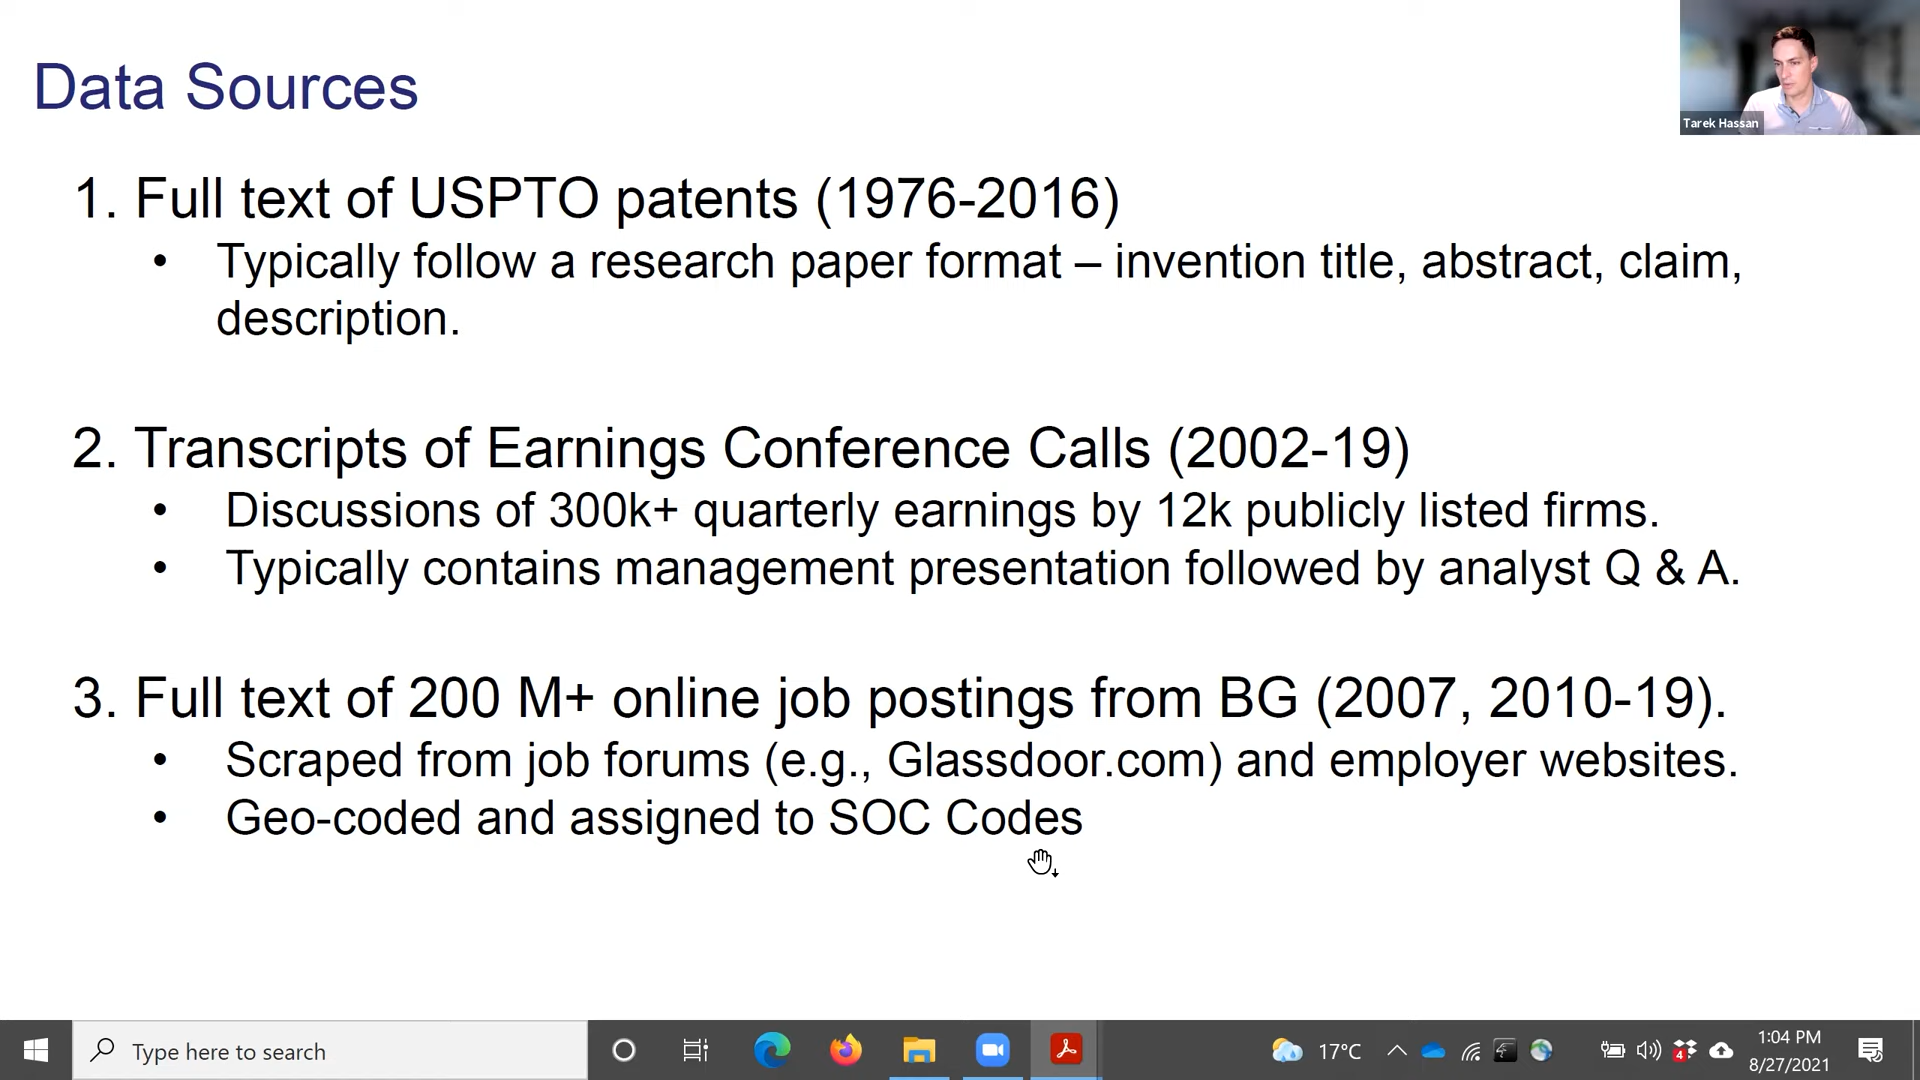 Data Sources
Tarek Hassan
1. Full text of USPTO patents (1976-2016)
• Typically follow a research paper format – invention title, abstract, claim,
description.
2. Transcripts of Earnings Conference Calls (2002-19)
• Discussions of 300k+ quarterly earnings by 12k publicly listed firms.
• Typically contains management presentation followed by analyst Q & A.
3. Full text of 200 M+ online job postings from BG (2007, 2010-19).
• Scraped from job forums (e.g., Glassdoor.com) and employer websites.
• Geo-coded and assigned to SOC Codes
Type here to search
17°C
4
1:04 PM
8/27/2021